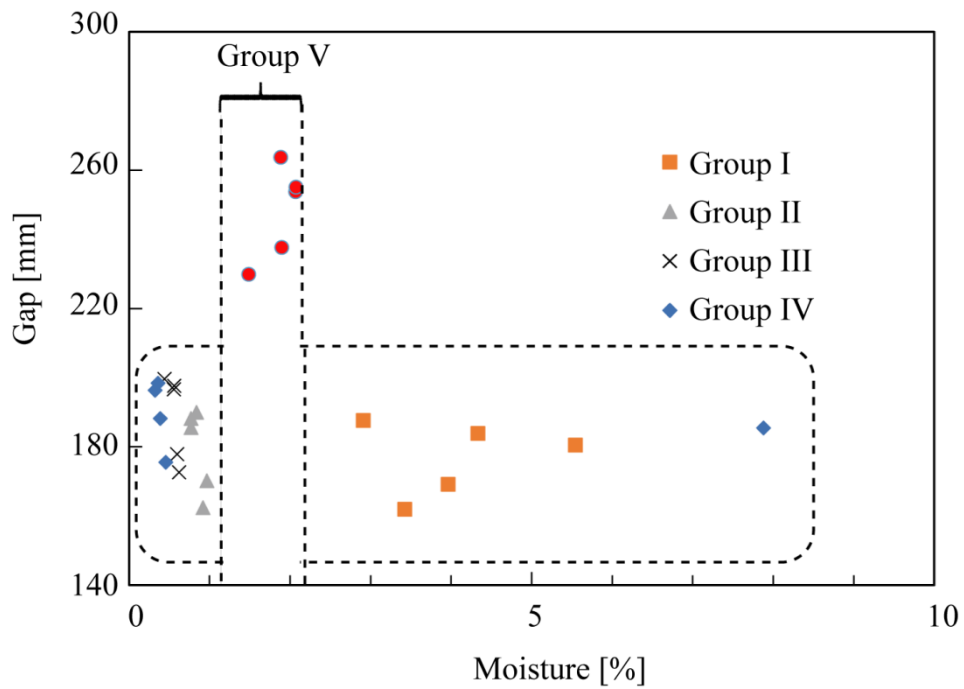 300
Group V
260
Group I
Group II
Group III
Group IV
220
180
140
0
5
10
Gap [mm]
Moisture [%]